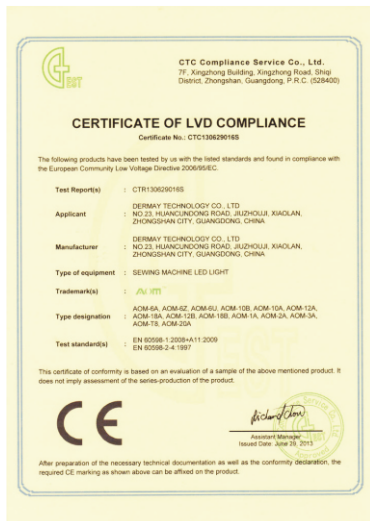 CTC Compliance Service Co., Ltd.
7F, Xingzhong Building, Xingzhong Road, Shiqi
District, Zhongshan, Guangdong, P.R.C. (528400)
CERTIFICATE OF LVD COMPLIANCE
Certificate No.: CTC130629016S
The following products have been tested by us with the listed standards and found in compliance with
the European Community Low Voltage Directive 2006/95/EC.
Test Report(s) : CTR130629016S
Applicant : DERMAY TECHNOLOGY CO., LTD
NO.23, HUANCUNDONG ROAD, JIUZHOUJI, XIAOLAN,
ZHONGSHAN CITY, GUANGDONG, CHINA
Manufacturer : DERMAY TECHNOLOGY CO., LTD
NO.23, HUANCUNDONG ROAD, JIUZHOUJI, XIAOLAN,
ZHONGSHAN CITY, GUANGDONG, CHINA
Type of equipment : SEWING MACHINE LED LIGHT
Trademark(s) : AOM
Type designation : AOM-6A, AOM-6Z, AOM-6U, AOM-10B, AOM-10A, AOM-12A,
AOM-18A, AOM-12B, AOM-18B, AOM-1A, AOM-2A, AOM-3A,
AOM-T8, AOM-20A
Test standard(s) : EN 60598-1:2008+A11:2009
EN 60598-2-4:1997
This certificate of conformity is based on an evaluation of a sample of the above mentioned product. It
does not imply assessment of the series-production of the product.
CE
Assistant Manager
Issued Date: June 29, 2013
After preparation of the necessary technical documentation as well as the conformity declaration, the
required CE marking as shown above can be affixed on the product.